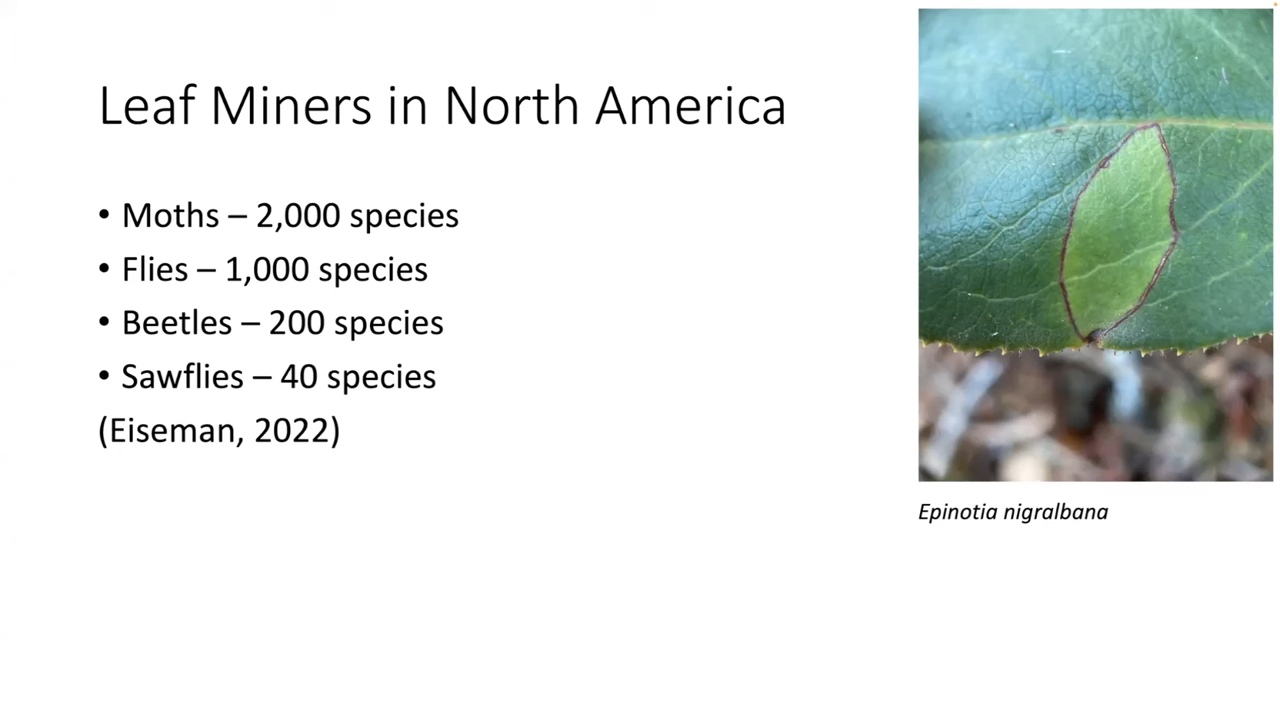 Leaf Miners in North America
• Moths – 2,000 species
• Flies – 1,000 species
• Beetles – 200 species
• Sawflies – 40 species
(Eiseman, 2022)
Epinotia nigralbana